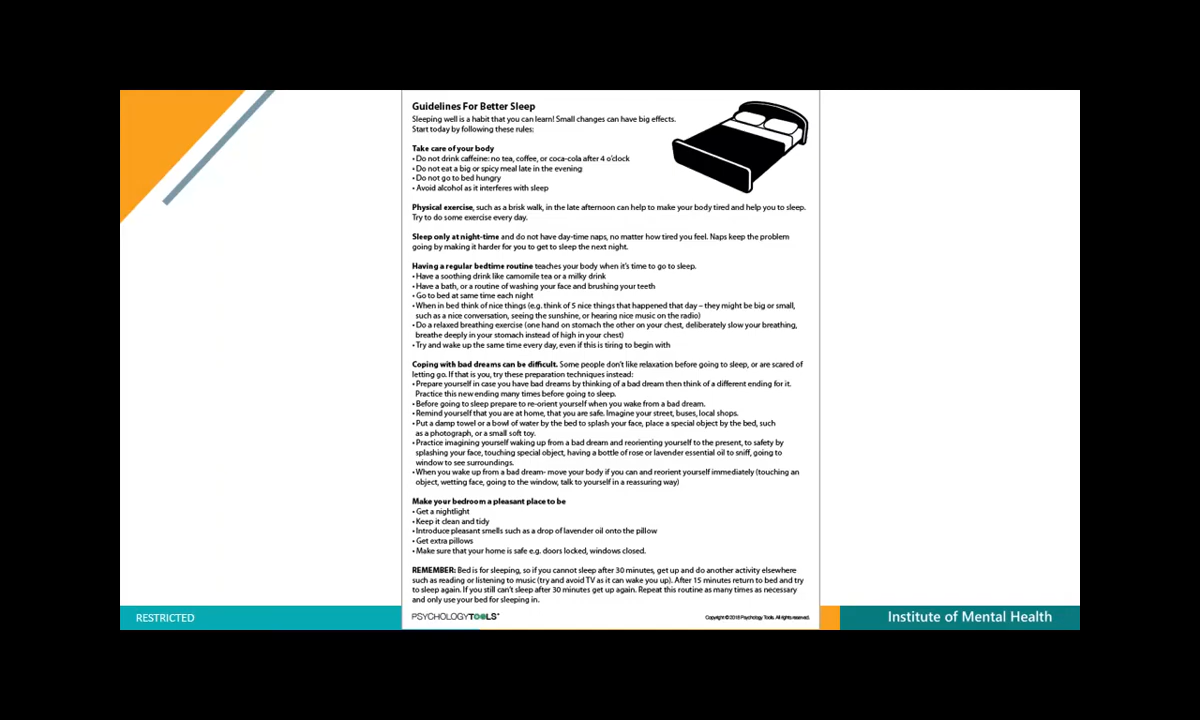 Guidelines For Better Sleep
Sleeping well is a habit that you can learn! Small changes can have big effects.
Start today by following these rules:
Take care of your body
• Do not drink caffeine: no tea, coffee, or coca-cola after 4 o'clock
• Do not eat a big or spicy meal late in the evening
• Do not go to bed hungry
• Avoid alcohol as it interferes with sleep
Physical exercise, such as a brisk walk, in the late afternoon can help to make your body tired and help you to sleep.
Try to do some exercise every day.
Sleep only at night-time and do not have day-time naps, no matter how tired you feel. Naps keep the problem
going by making it harder for you to get to sleep the next night.
Having a regular bedtime routine teaches your body when it's time to go to sleep.
• Have a soothing drink like camomile tea or a milky drink
• Have a bath, or a routine of washing your face and brushing your teeth
• Go to bed at same time each night
• When in bed think of nice things (e.g. think of 5 nice things that happened that day – they might be big or small,
such as a nice conversation, seeing the sunshine, or hearing nice music on the radio)
• Do a relaxed breathing exercise (one hand on stomach the other on your chest, deliberately slow your breathing,
breathe deeply in your stomach instead of high in your chest)
• Try and wake up the same time every day, even if this is tiring to begin with
Coping with bad dreams can be difficult. Some people don't like relaxation before going to sleep, or are scared of
letting go. If that is you, try these preparation techniques instead:
• Prepare yourself in case you have bad dreams by thinking of a bad dream then think of a different ending for it.
Practice this new ending many times before going to sleep.
• Before going to sleep prepare to re-orient yourself when you wake from a bad dream.
• Remind yourself that you are at home, that you are safe. Imagine your street, buses, local shops.
• Put a damp towel or a bowl of water by the bed to splash your face, place a special object by the bed, such
as a photograph, or a small soft toy.
• Practice imagining yourself waking up from a bad dream and reorienting yourself to the present, to safety by
splashing your face, touching special object, having a bottle of rose or lavender essential oil to sniff, going to
window to see surroundings.
• When you wake up from a bad dream- move your body if you can and reorient yourself immediately (touching an
object, wetting face, going to the window, talk to yourself in a reassuring way)
Make your bedroom a pleasant place to be
• Get a nightlight
• Keep it clean and tidy
• Introduce pleasant smells such as a drop of lavender oil onto the pillow
• Get extra pillows
• Make sure that your home is safe e.g. doors locked, windows closed.
REMEMBER: Bed is for sleeping, so if you cannot sleep after 30 minutes, get up and do another activity elsewhere
such as reading or listening to music (try and avoid TV as it can wake you up). After 15 minutes return to bed and try
to sleep again. If you still can't sleep after 30 minutes get up again. Repeat this routine as many times as necessary
and only use your bed for sleeping in.
PSYCHOLOGYTOOLS
Copyright © 2018 Psychology Tools. All rights reserved.
RESTRICTED
Institute of Mental Health